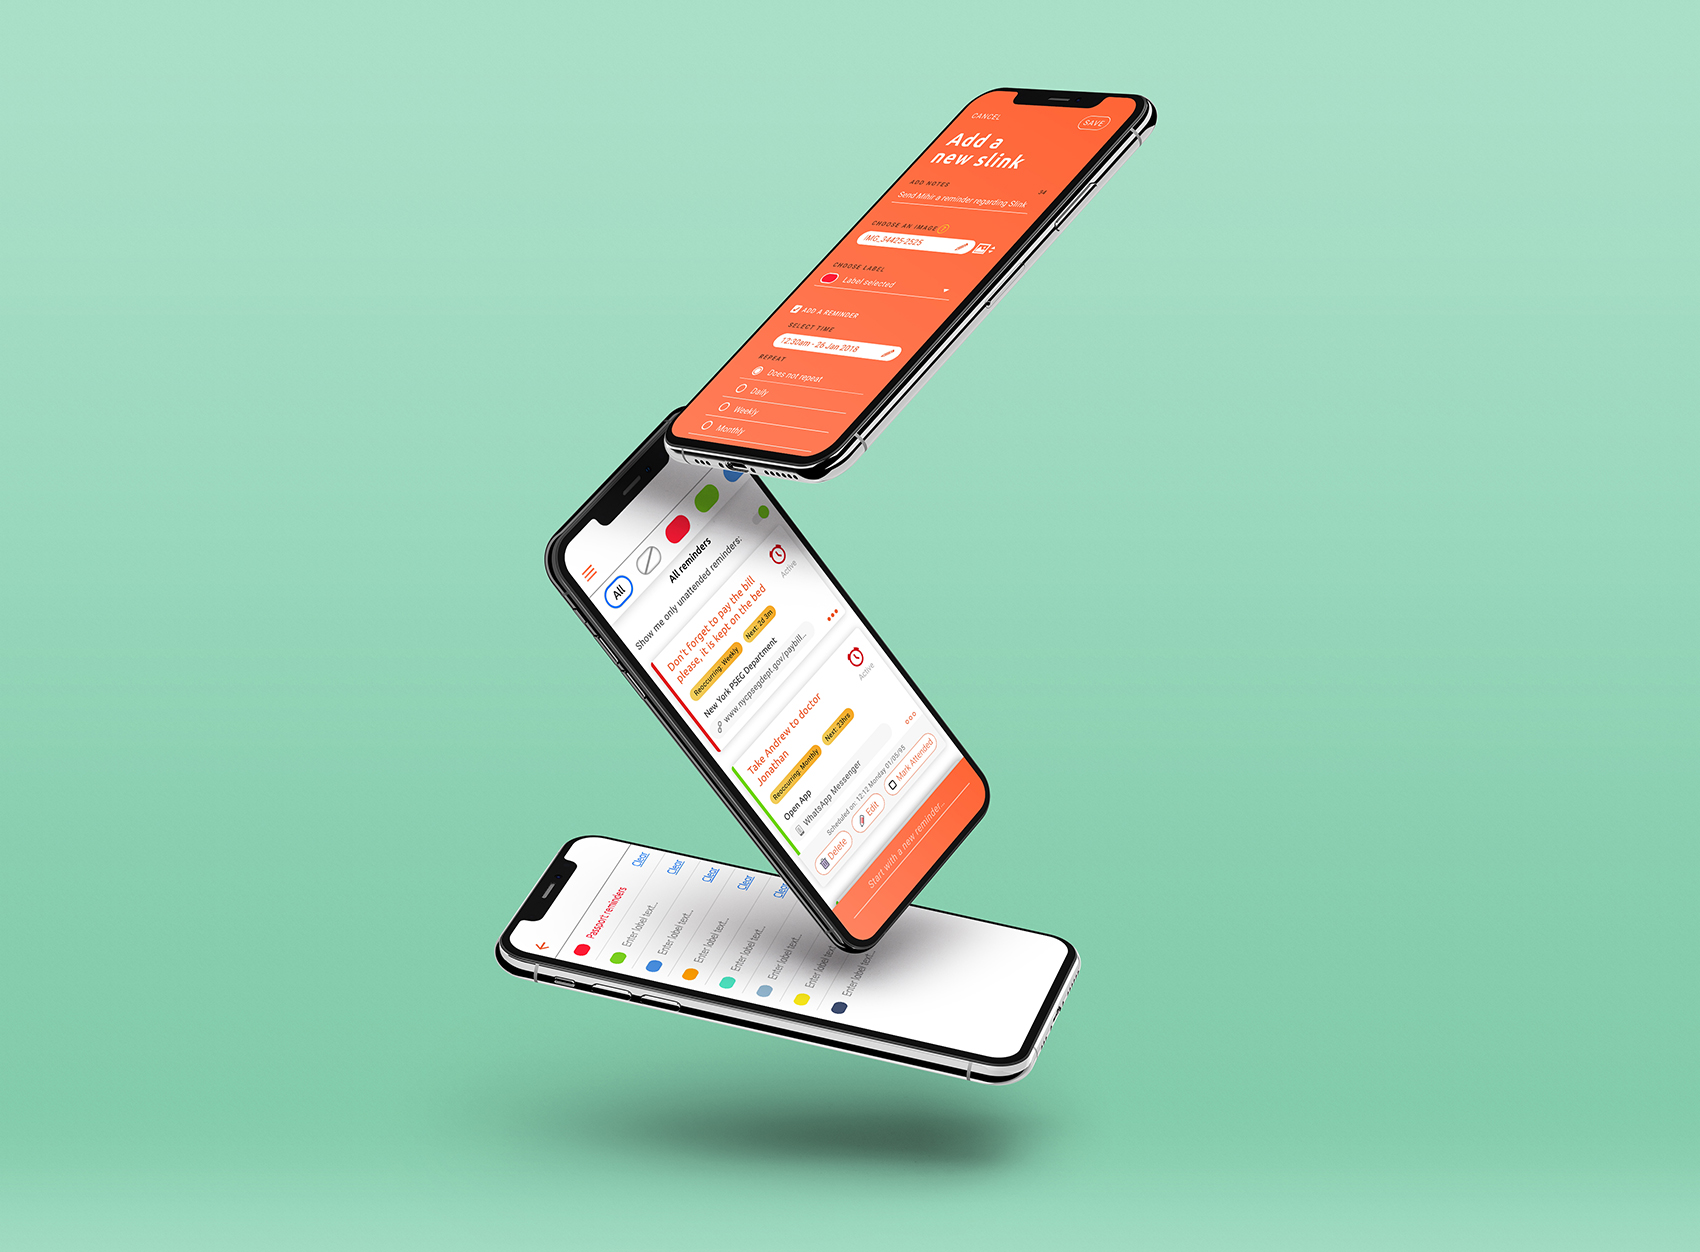 CANCEL
SAVE
Add a
new slink
ADD NOTES
34
Send Mihir a reminder regarding Slink
CHOOSE AN IMAGE
IMG_34425-2525
CHOOSE LABEL
Label selected
ADD A REMINDER
SELECT TIME
12:30am - 26 Jan 2018
REPEAT
Does not repeat
Daily
Weekly
Monthly
All
All reminders
Show me only unattended reminders:
Don't forget to pay the bill
please, it is kept on the bed
Active
Reoccurring: Weekly
Next: 2d 3m
New York PSEG Department
www.nycpsegdept.gov/paybill...
Take Andrew to doctor
Jonathan
Active
Reoccurring: Monthly
Next: 23hrs
Open App
WhatsApp Messenger
Scheduled on: 12:12 Monday 01/05/95
Delete
Edit
Mark Attended
Start with a new reminder...
Passport reminders
Clear
Enter label text...
Clear
Enter label text...
Clear
Enter label text...
Clear
Enter label text...
Clear
Enter label text...
Enter label text...
Enter label text...